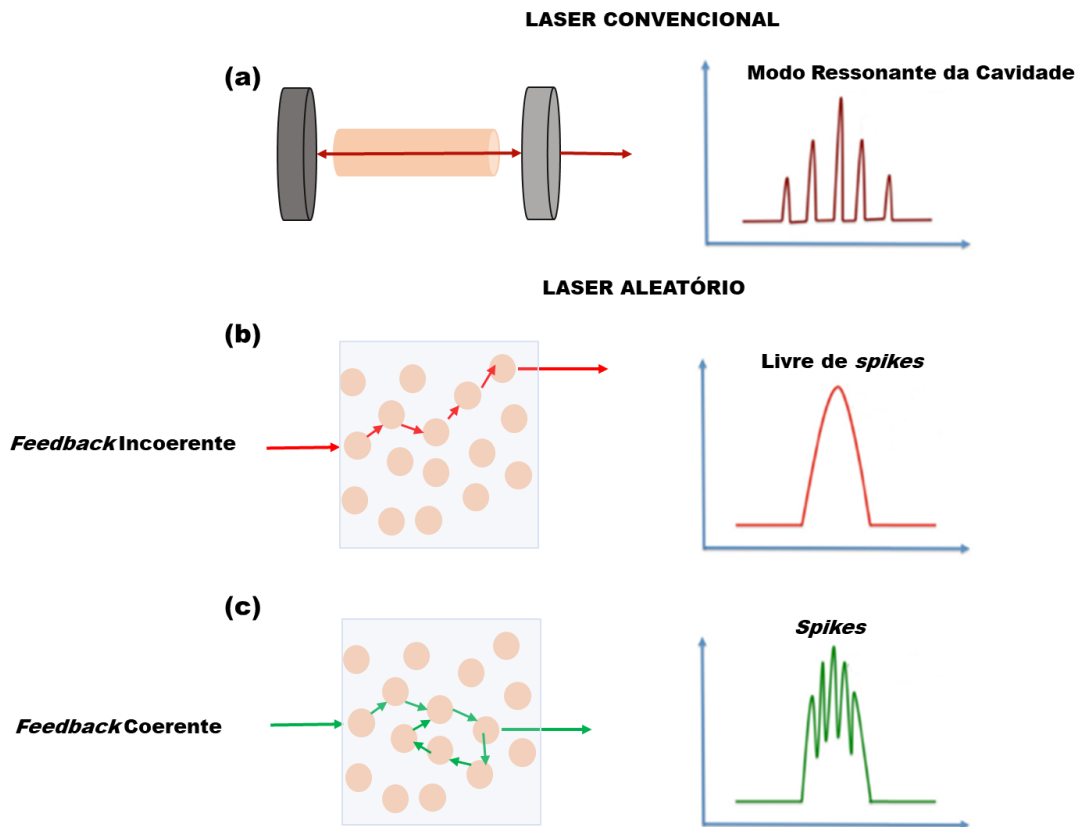 LASER CONVENCIONAL
(a)
Modo Ressonante da Cavidade
LASER ALEATÓRIO
(b)
Livre de spikes
Feedback Incoerente
(c)
Spikes
Feedback Coerente